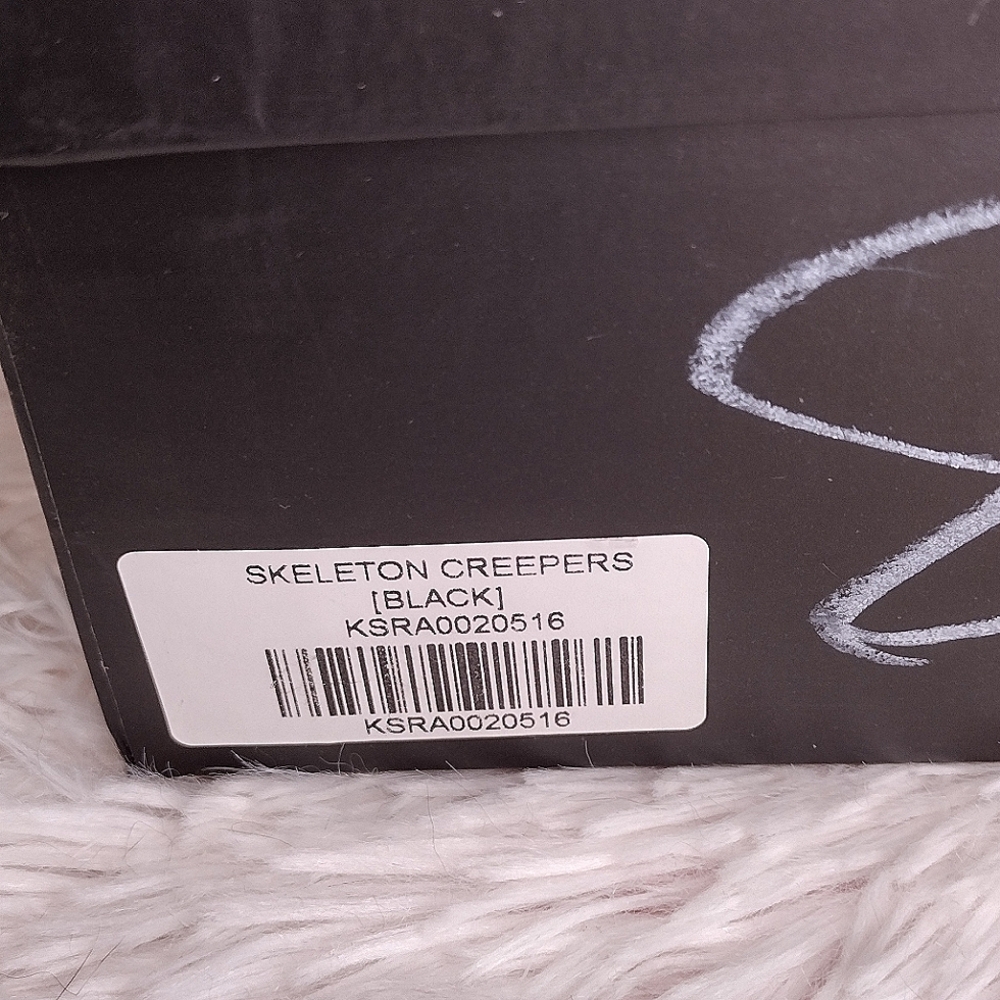 SKELETON CREEPERS
[BLACK]
KSRA0020516
KSRA0020516